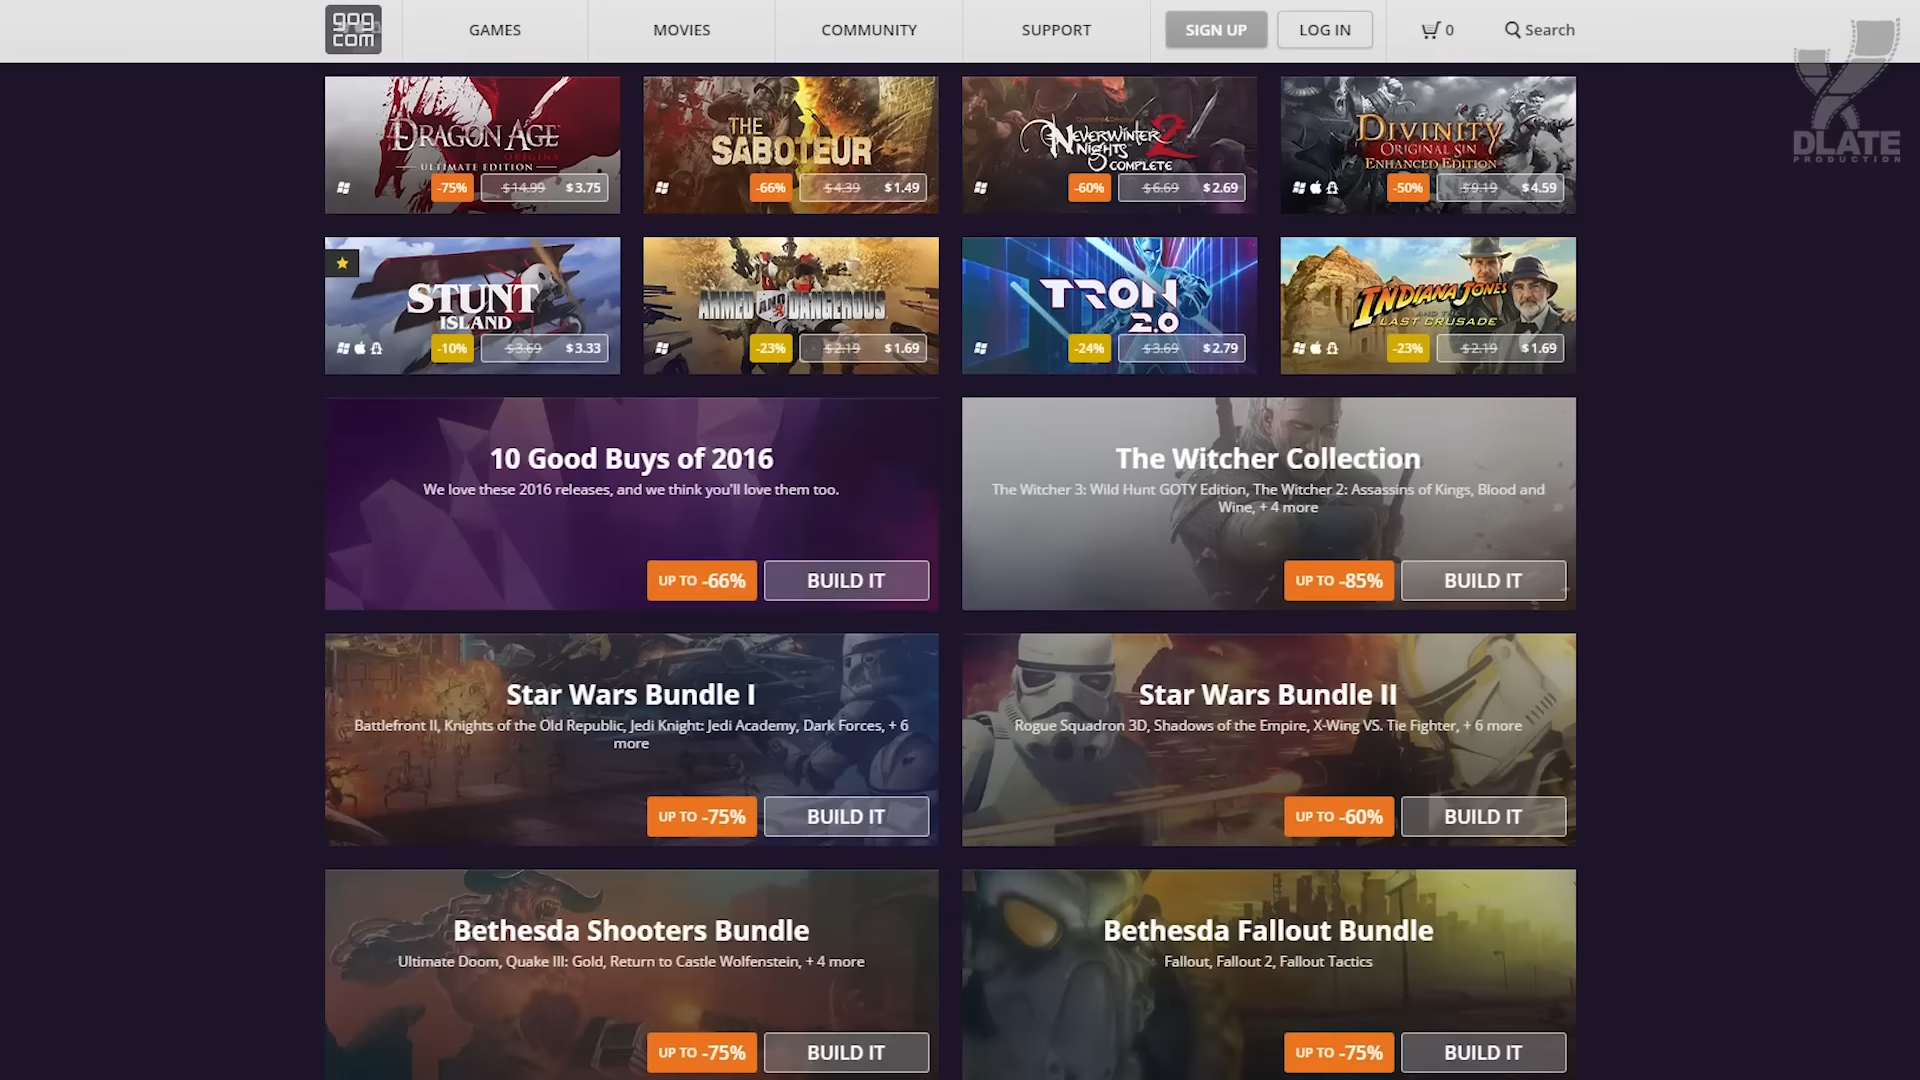 gog
com
GAMES
MOVIES
COMMUNITY
SUPPORT
SIGN UP
LOG IN
0
Search
DLATE
PRODUCTION
DRAGON AGE
ORIGINS
ULTIMATE EDITION
-75% $14.99 $3.75
THE
SABOTEUR
-66% $4.39 $1.49
NEVERWINTER
NIGHTS 2
COMPLETE
-60% $6.69 $2.69
DIVINITY
ORIGINAL SIN
ENHANCED EDITION
-50% $9.19 $4.59
STUNT
ISLAND
-10% $3.69 $3.33
ARMED AND DANGEROUS
-23% $2.19 $1.69
TRON
2.0
-24% $3.69 $2.79
INDIANA JONES
AND THE
LAST CRUSADE
-23% $2.19 $1.69
10 Good Buys of 2016
We love these 2016 releases, and we think you'll love them too.
UP TO -66% BUILD IT
The Witcher Collection
The Witcher 3: Wild Hunt GOTY Edition, The Witcher 2: Assassins of Kings, Blood and
Wine, + 4 more
UP TO -85% BUILD IT
Star Wars Bundle I
Battlefront II, Knights of the Old Republic, Jedi Knight: Jedi Academy, Dark Forces, + 6
more
UP TO -75% BUILD IT
Star Wars Bundle II
Rogue Squadron 3D, Shadows of the Empire, X-Wing VS. Tie Fighter, + 6 more
UP TO -60% BUILD IT
Bethesda Shooters Bundle
Ultimate Doom, Quake III: Gold, Return to Castle Wolfenstein, + 4 more
UP TO -75% BUILD IT
Bethesda Fallout Bundle
Fallout, Fallout 2, Fallout Tactics
UP TO -75% BUILD IT